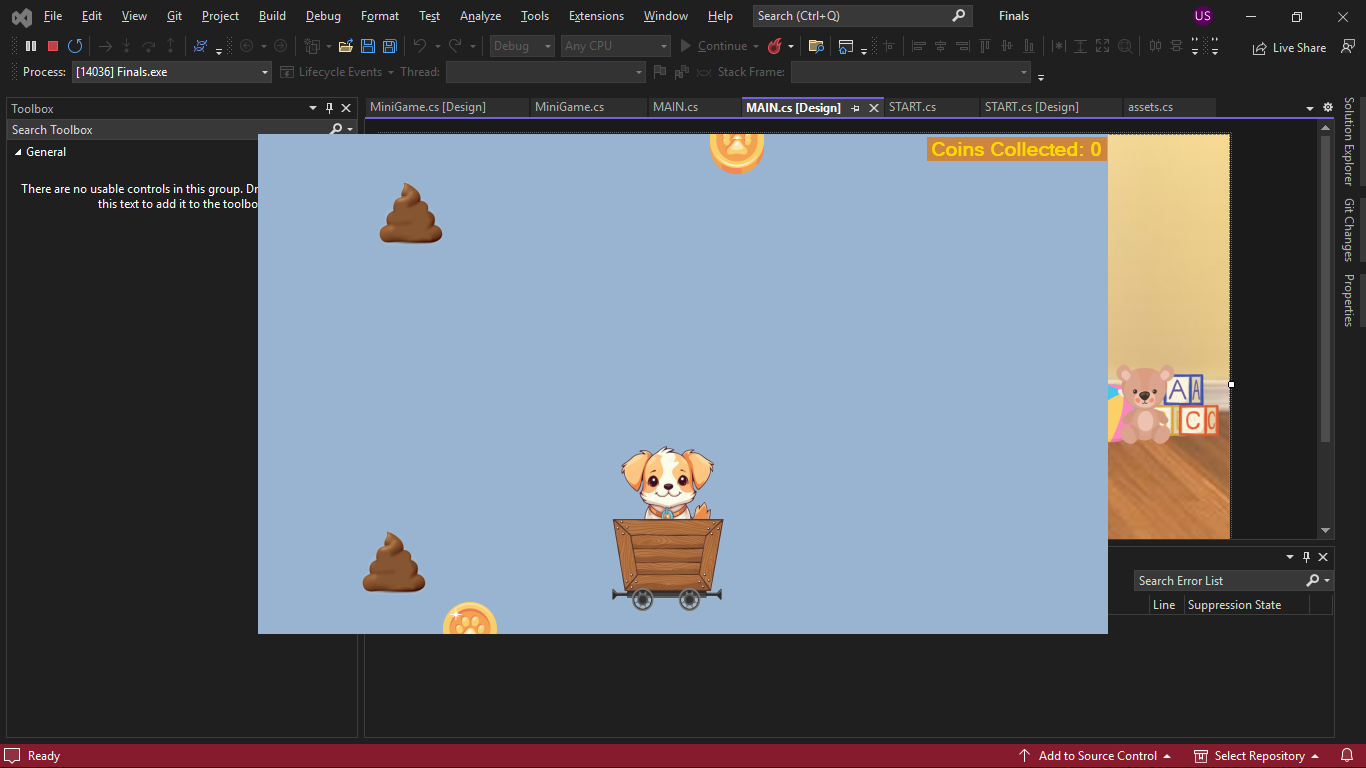 File Edit View Git Project Build Debug Format Test Analyze Tools Extensions Window Help Search (Ctrl+Q) Finals US
Debug Any CPU Continue Live Share
Process: [14036] Finals.exe Lifecycle Events Thread: Stack Frame:
Toolbox MiniGame.cs [Design] MiniGame.cs MAIN.cs MAIN.cs [Design] START.cs START.cs [Design] assets.cs
Search Toolbox
General
There are no usable controls in this group.
this text to add it to the
Coins Collected: 0
Solution Explorer
Git Changes
Properties
A A
C C
Search Error List
Line Suppression State
Ready Add to Source Control Select Repository